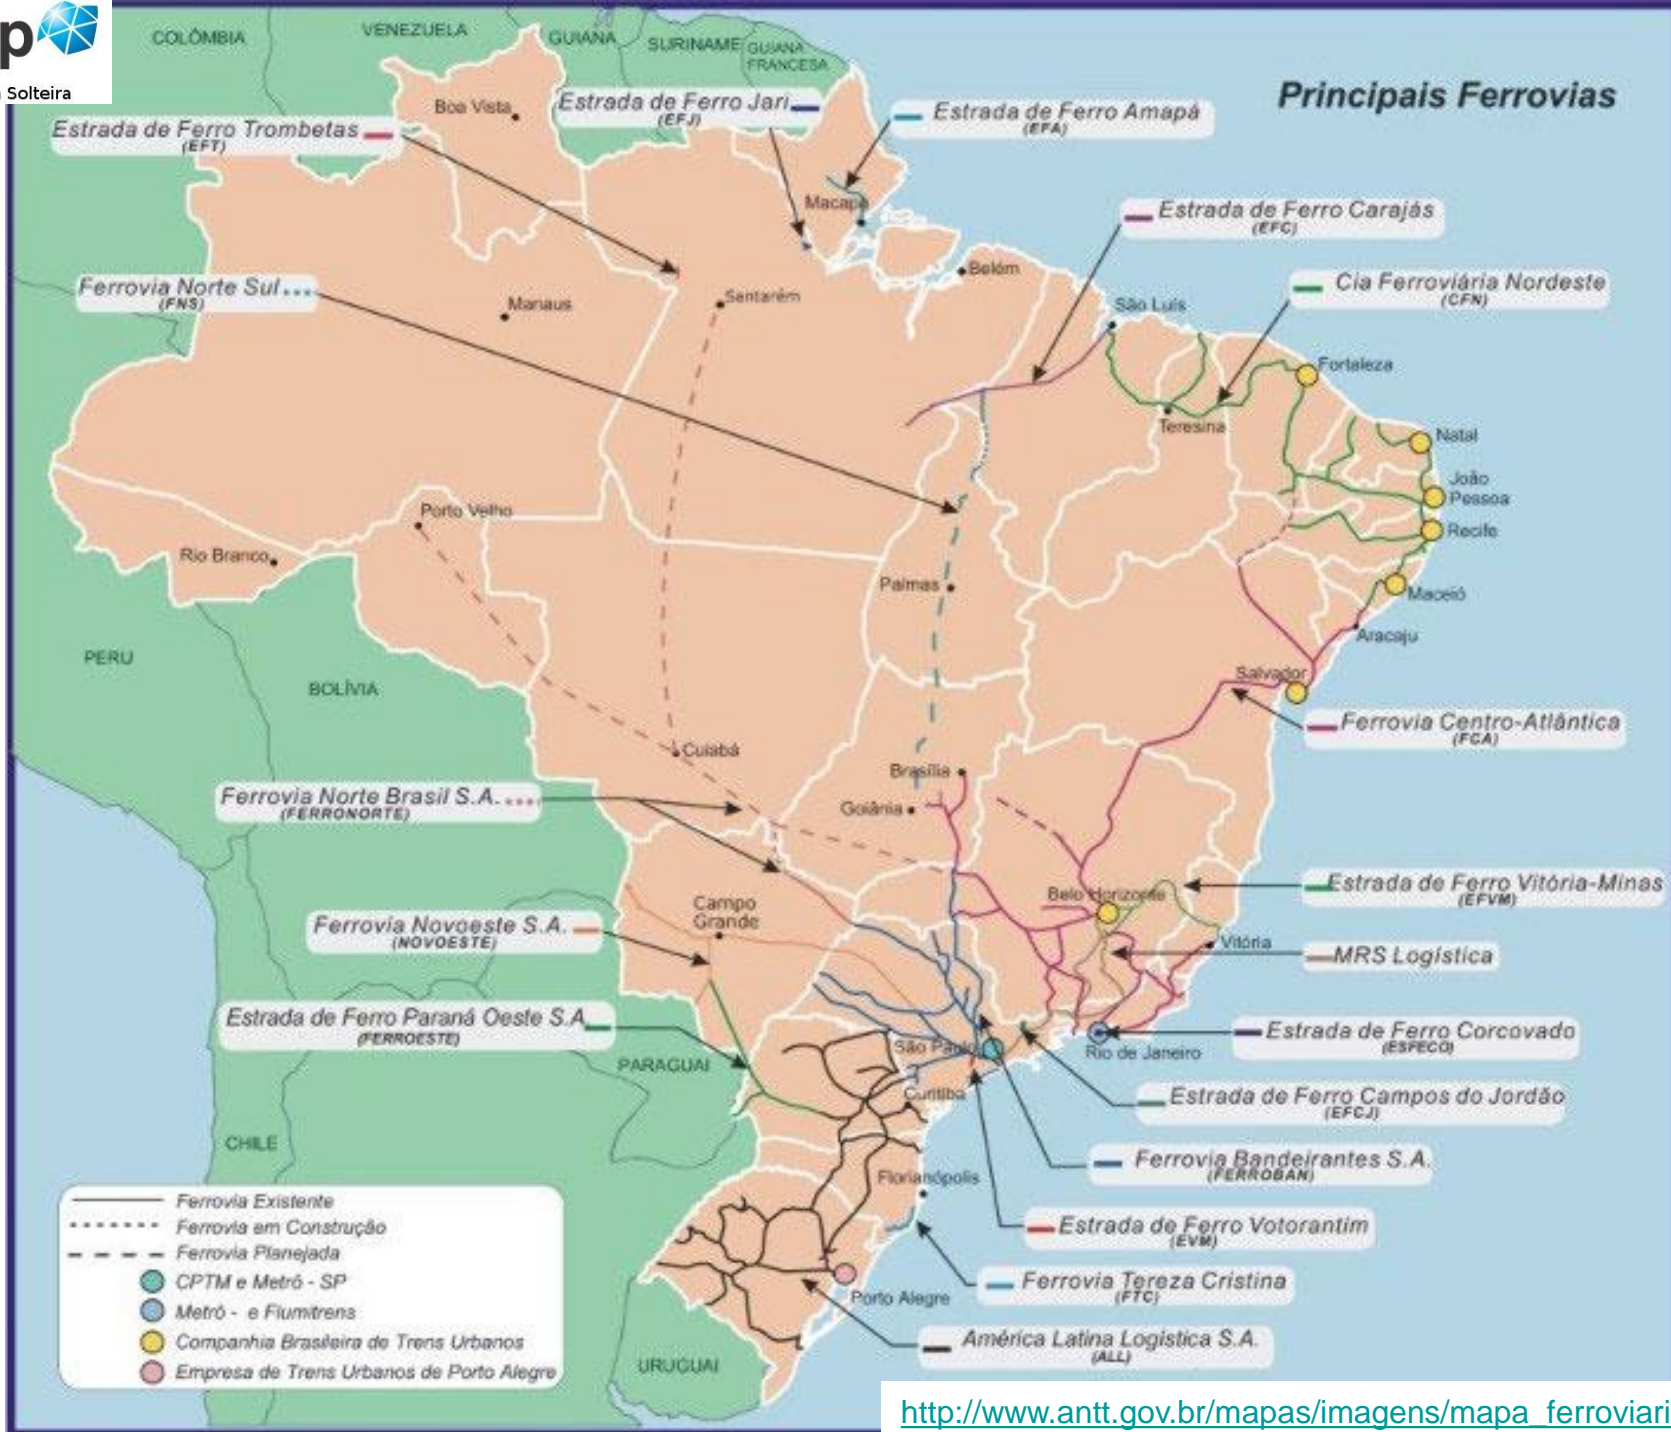 p
Solteira
Principais Ferrovias
COLÔMBIA
VENEZUELA
GUIANA
SURINAME
GUIANA
FRANCESA
Boa Vista
Estrada de Ferro Jari
(EFJ)
Estrada de Ferro Amapá
(EFA)
Estrada de Ferro Trombetas
(EFT)
Macapá
Estrada de Ferro Carajás
(EFC)
Belém
Ferrovia Norte Sul
(FNS)
Manaus
Santarém
São Luís
Cia Ferroviária Nordeste
(CFN)
Fortaleza
Teresina
Natal
João
Pessoa
Recife
Porto Velho
Rio Branco
Palmas
Maceió
Aracaju
PERU
BOLÍVIA
Salvador
Ferrovia Centro-Atlântica
(FCA)
Cuiabá
Brasília
Goiânia
Ferrovia Norte Brasil S.A.
(FERRONORTE)
Belo Horizonte
Estrada de Ferro Vitória-Minas
(EFVM)
Campo
Grande
Ferrovia Novoeste S.A.
(NOVOESTE)
Vitória
MRS Logística
Estrada de Ferro Paraná Oeste S.A
(FERROESTE)
São Paulo
Estrada de Ferro Corcovado
(ESFECO)
Rio de Janeiro
PARAGUAI
Curitiba
Estrada de Ferro Campos do Jordão
(EFCJ)
CHILE
Ferrovia Bandeirantes S.A.
(FERROBAN)
Florianópolis
Estrada de Ferro Votorantim
(EVM)
Ferrovia Tereza Cristina
(FTC)
Porto Alegre
América Latina Logística S.A.
(ALL)
URUGUAI
Ferrovia Existente
Ferrovia em Construção
Ferrovia Planejada
CPTM e Metrô - SP
Metrô - e Flumitrens
Companhia Brasileira de Trens Urbanos
Empresa de Trens Urbanos de Porto Alegre
http://www.antt.gov.br/mapas/imagens/mapa_ferroviari